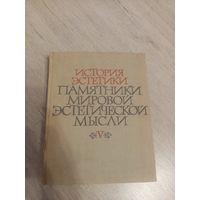 ИСТОРИЯ
ЭСТЕТИКИ
ПАМЯТНИКИ
МИРОВОЙ
ЭСТЕТИЧЕСКОЙ
МЫСЛИ
V